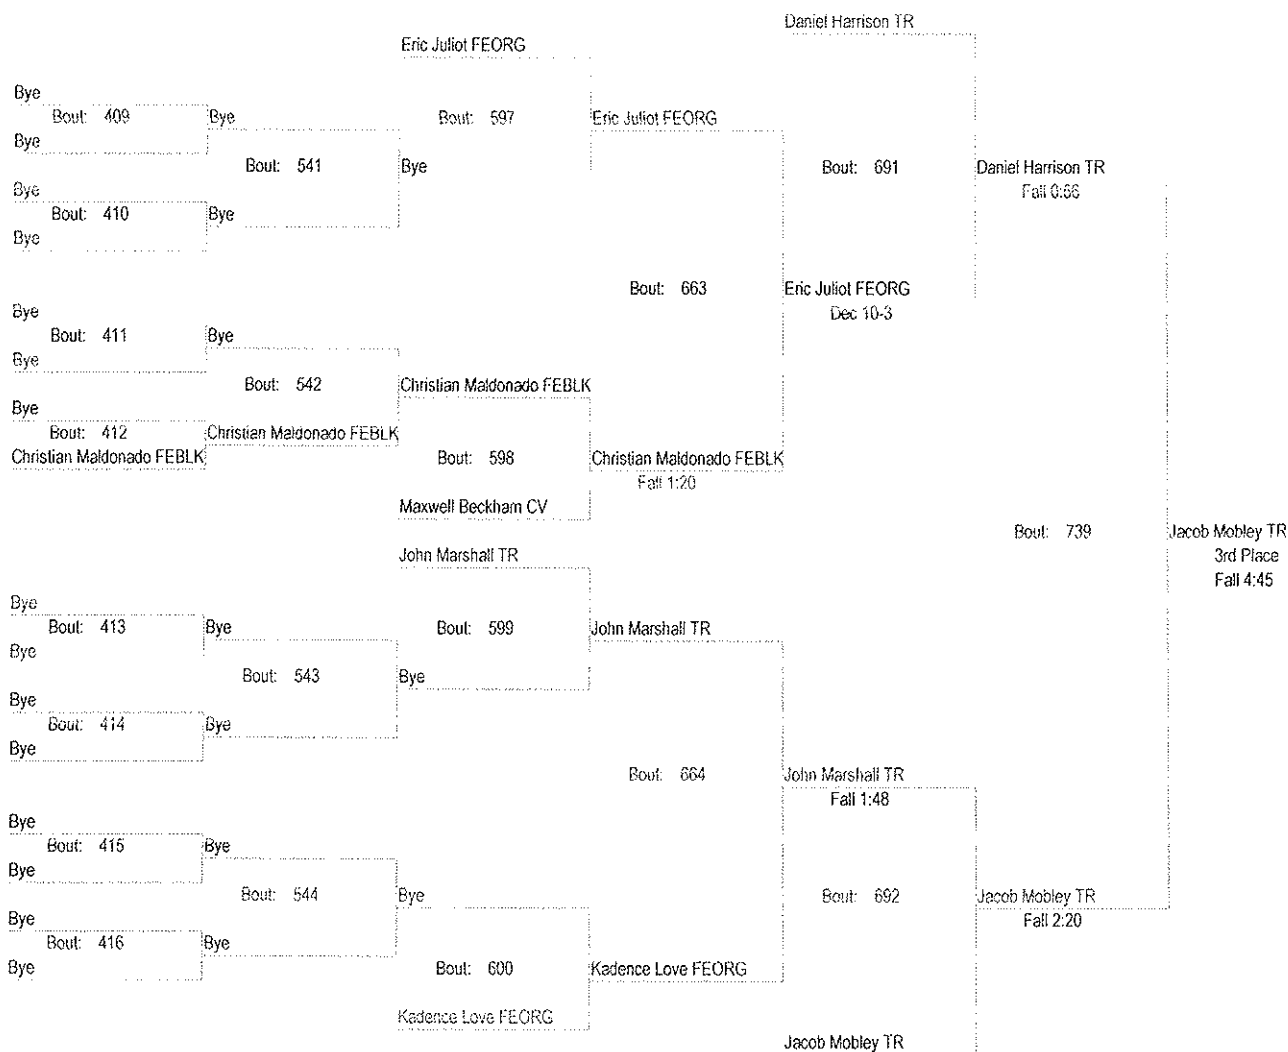 Daniel Harrison TR
Eric Juliot FEORG
Bye
Bout: 409
Bye
Bout: 597
Eric Juliot FEORG
Bye
Bout: 541
Bye
Bout: 691
Daniel Harrison TR
Bye
Fall 0:56
Bout: 410
Bye
Bye
Bout: 663
Eric Juliot FEORG
Bye
Dec 10-3
Bout: 411
Bye
Bye
Bout: 542
Christian Maldonado FEBLK
Bye
Bout: 412
Christian Maldonado FEBLK
Christian Maldonado FEBLK
Bout: 598
Christian Maldonado FEBLK
Fall 1:20
Maxwell Beckham CV
Bout: 739
Jacob Mobley TR
3rd Place
Fall 4:45
John Marshall TR
Bye
Bout: 413
Bye
Bout: 599
John Marshall TR
Bye
Bout: 543
Bye
Bye
Bout: 414
Bye
Bye
Bout: 664
John Marshall TR
Fall 1:48
Bye
Bout: 415
Bye
Bye
Bout: 544
Bye
Bout: 692
Jacob Mobley TR
Fall 2:20
Bye
Bout: 416
Bye
Bye
Bout: 600
Kadence Love FEORG
Kadence Love FEORG
Jacob Mobley TR